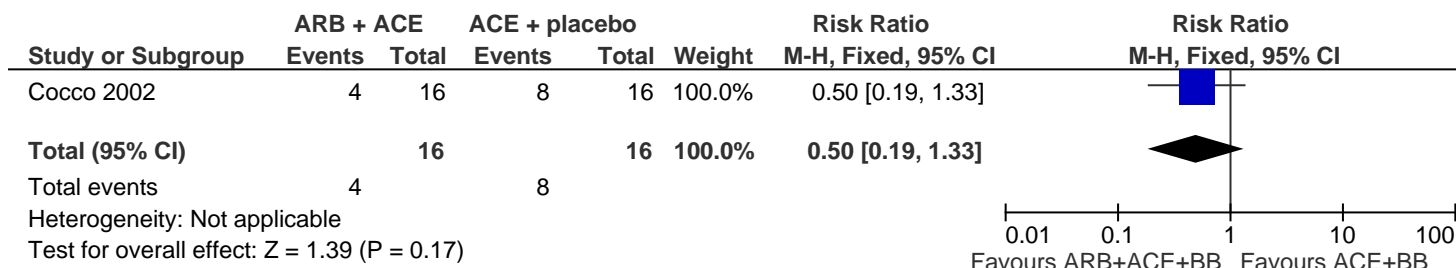 ARB + ACE ACE + placebo Risk Ratio Risk Ratio
Study or Subgroup Events Total Events Total Weight M-H, Fixed, 95% CI M-H, Fixed, 95% CI
Cocco 2002 4 16 8 16 100.0% 0.50 [0.19, 1.33]
Total (95% CI) 16 16 100.0% 0.50 [0.19, 1.33]
Total events 4 8
Heterogeneity: Not applicable
Test for overall effect: Z = 1.39 (P = 0.17)
0.01 0.1 1 10 100
Favours ARB+ACE+BB Favours ACE+BB